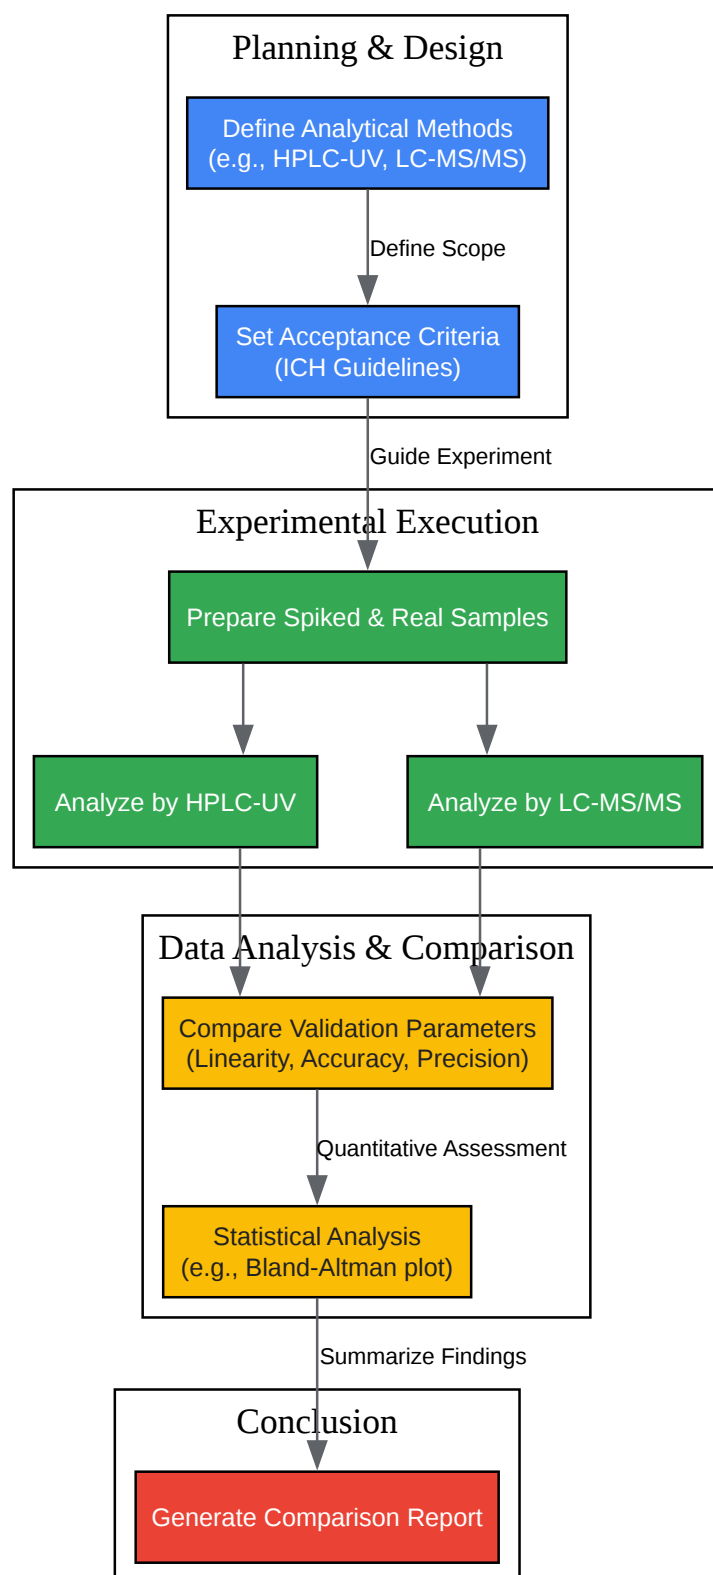 Planning & Design
Define Analytical Methods
(e.g., HPLC-UV, LC-MS/MS)
Define Scope
Set Acceptance Criteria
(ICH Guidelines)
Guide Experiment
Experimental Execution
Prepare Spiked & Real Samples
Analyze by HPLC-UV
Analyze by LC-MS/MS
Data Analysis & Comparison
Compare Validation Parameters
(Linearity, Accuracy, Precision)
Quantitative Assessment
Statistical Analysis
(e.g., Bland-Altman plot)
Summarize Findings
Conclusion
Generate Comparison Report